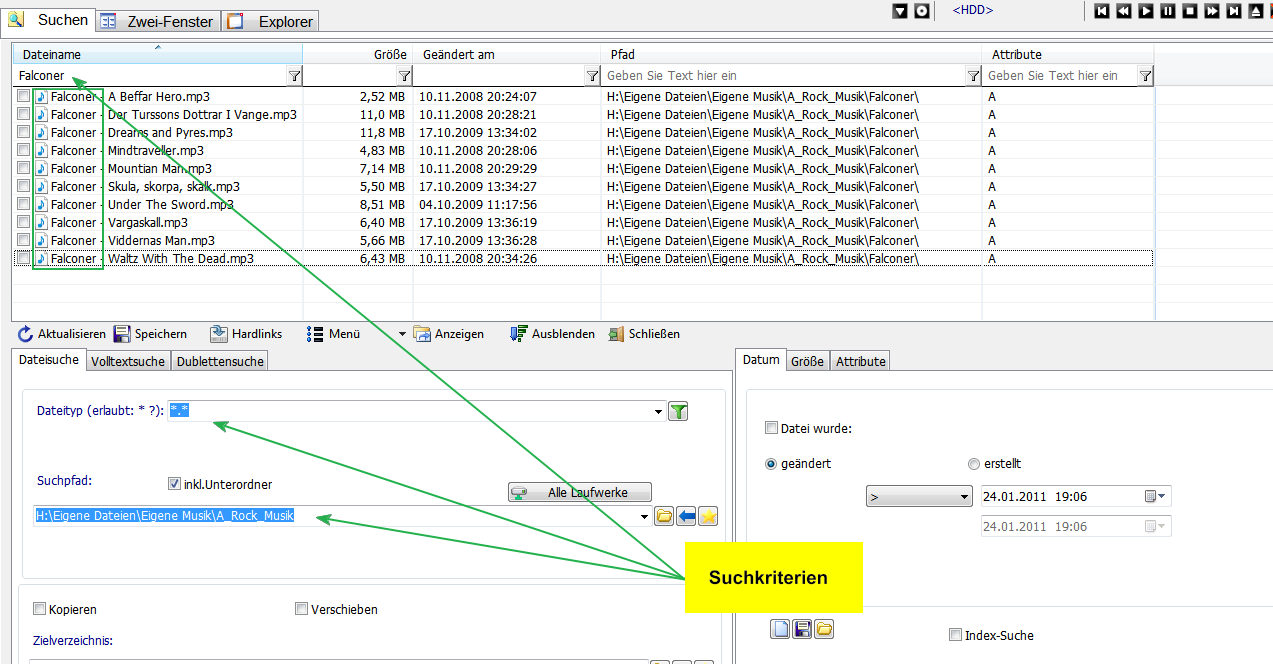 Suchen Zwei-Fenster Explorer <HDD>
Dateiname Größe Geändert am Pfad Attribute
Falconer Geben Sie Text hier ein Geben Sie Text hier ein
Falconer - A Beffar Hero.mp3 2,52 MB 10.11.2008 20:24:07 H:\Eigene Dateien\Eigene Musik\A_Rock_Musik\Falconer\ A
Falconer - Der Turssons Dottrar I Vange.mp3 11,0 MB 10.11.2008 20:28:21 H:\Eigene Dateien\Eigene Musik\A_Rock_Musik\Falconer\ A
Falconer - Dreams and Pyres.mp3 11,8 MB 17.10.2009 13:34:02 H:\Eigene Dateien\Eigene Musik\A_Rock_Musik\Falconer\ A
Falconer - Mindtraveller.mp3 4,83 MB 10.11.2008 20:28:06 H:\Eigene Dateien\Eigene Musik\A_Rock_Musik\Falconer\ A
Falconer - Mountian Man.mp3 7,14 MB 10.11.2008 20:29:29 H:\Eigene Dateien\Eigene Musik\A_Rock_Musik\Falconer\ A
Falconer - Skula, skorpa, skalk.mp3 5,50 MB 17.10.2009 13:34:27 H:\Eigene Dateien\Eigene Musik\A_Rock_Musik\Falconer\ A
Falconer - Under The Sword.mp3 8,51 MB 04.10.2009 11:17:56 H:\Eigene Dateien\Eigene Musik\A_Rock_Musik\Falconer\ A
Falconer - Vargaskall.mp3 6,40 MB 17.10.2009 13:36:19 H:\Eigene Dateien\Eigene Musik\A_Rock_Musik\Falconer\ A
Falconer - Viddernas Man.mp3 5,66 MB 17.10.2009 13:36:28 H:\Eigene Dateien\Eigene Musik\A_Rock_Musik\Falconer\ A
Falconer - Waltz With The Dead.mp3 6,43 MB 10.11.2008 20:34:26 H:\Eigene Dateien\Eigene Musik\A_Rock_Musik\Falconer\ A
Aktualisieren Speichern Hardlinks Menü Anzeigen Ausblenden Schließen
Dateisuche Volltextsuche Dublettensuche Datum Größe Attribute
Dateityp (erlaubt: * ?): *.*
Datei wurde:
geändert erstellt
Suchpfad: inkl.Unterordner Alle Laufwerke
> 24.01.2011 19:06
H:\Eigene Dateien\Eigene Musik\A_Rock_Musik
24.01.2011 19:06
Suchkriterien
Kopieren Verschieben
Zielverzeichnis: Index-Suche